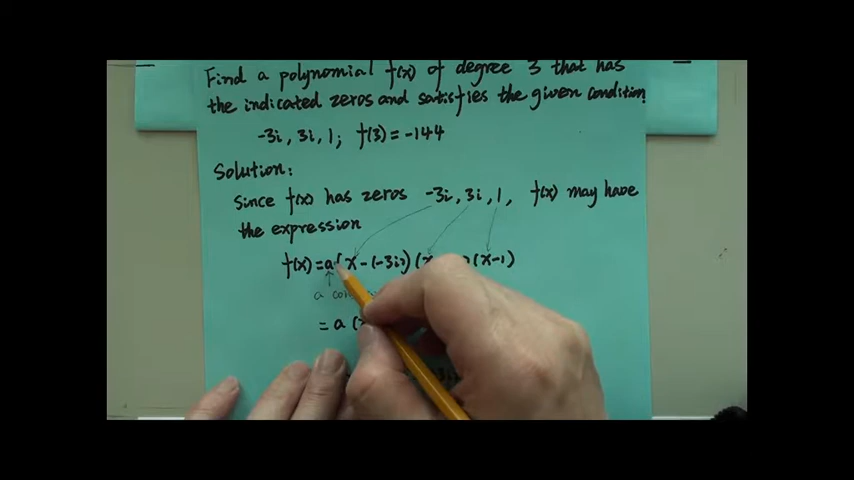 Find a polynomial f(x) of degree 3 that has
the indicated zeros and satisfies the given condition:
-3i, 3i, 1; f(3) = -144
Solution:
Since f(x) has zeros -3i, 3i, 1, f(x) may have
the expression
f(x) = a (x - (-3i)) (x (x-1)
a
= a (